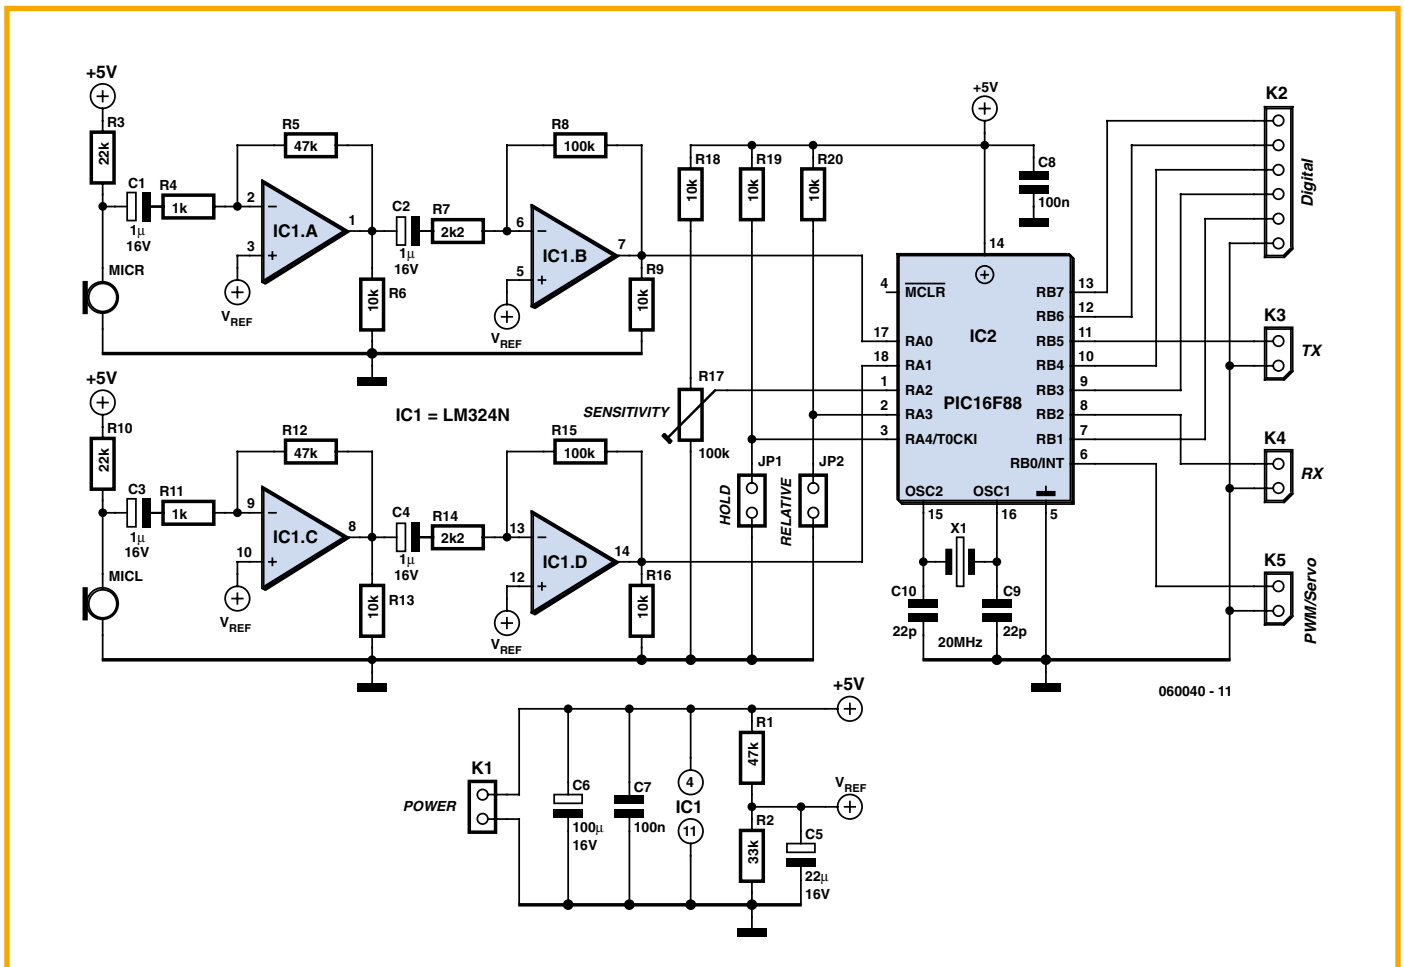 +5V
R3
22k
C1
1µ
16V
R4
1k
R5
47k
2
3
1
IC1.A
VREF
MICR
R6
10k
C2
1µ
16V
R7
2k2
R8
100k
6
5
7
IC1.B
VREF
R9
10k
+5V
R10
22k
C3
1µ
16V
R11
1k
R12
47k
9
10
8
IC1.C
VREF
MICL
R13
10k
IC1 = LM324N
C4
1µ
16V
R14
2k2
R15
100k
13
12
14
IC1.D
VREF
R16
10k
R18
10k
R19
10k
R20
10k
+5V
C8
100n
R17
SENSITIVITY
100k
JP1
HOLD
JP2
RELATIVE
14
4
MCLR
17
RA0
18
RA1
1
RA2
2
RA3
3
RA4/T0CKI
IC2
PIC16F88
RB7
13
RB6
12
RB5
11
RB4
10
RB3
9
RB2
8
RB1
7
RB0/INT
6
OSC2
OSC1
15
16
5
X1
C10
22p
C9
22p
20MHz
K2
Digital
K3
TX
K4
RX
K5
PWM/Servo
060040 - 11
+5V
K1
POWER
C6
100µ
16V
C7
100n
4
IC1
11
R1
47k
VREF
R2
33k
C5
22µ
16V